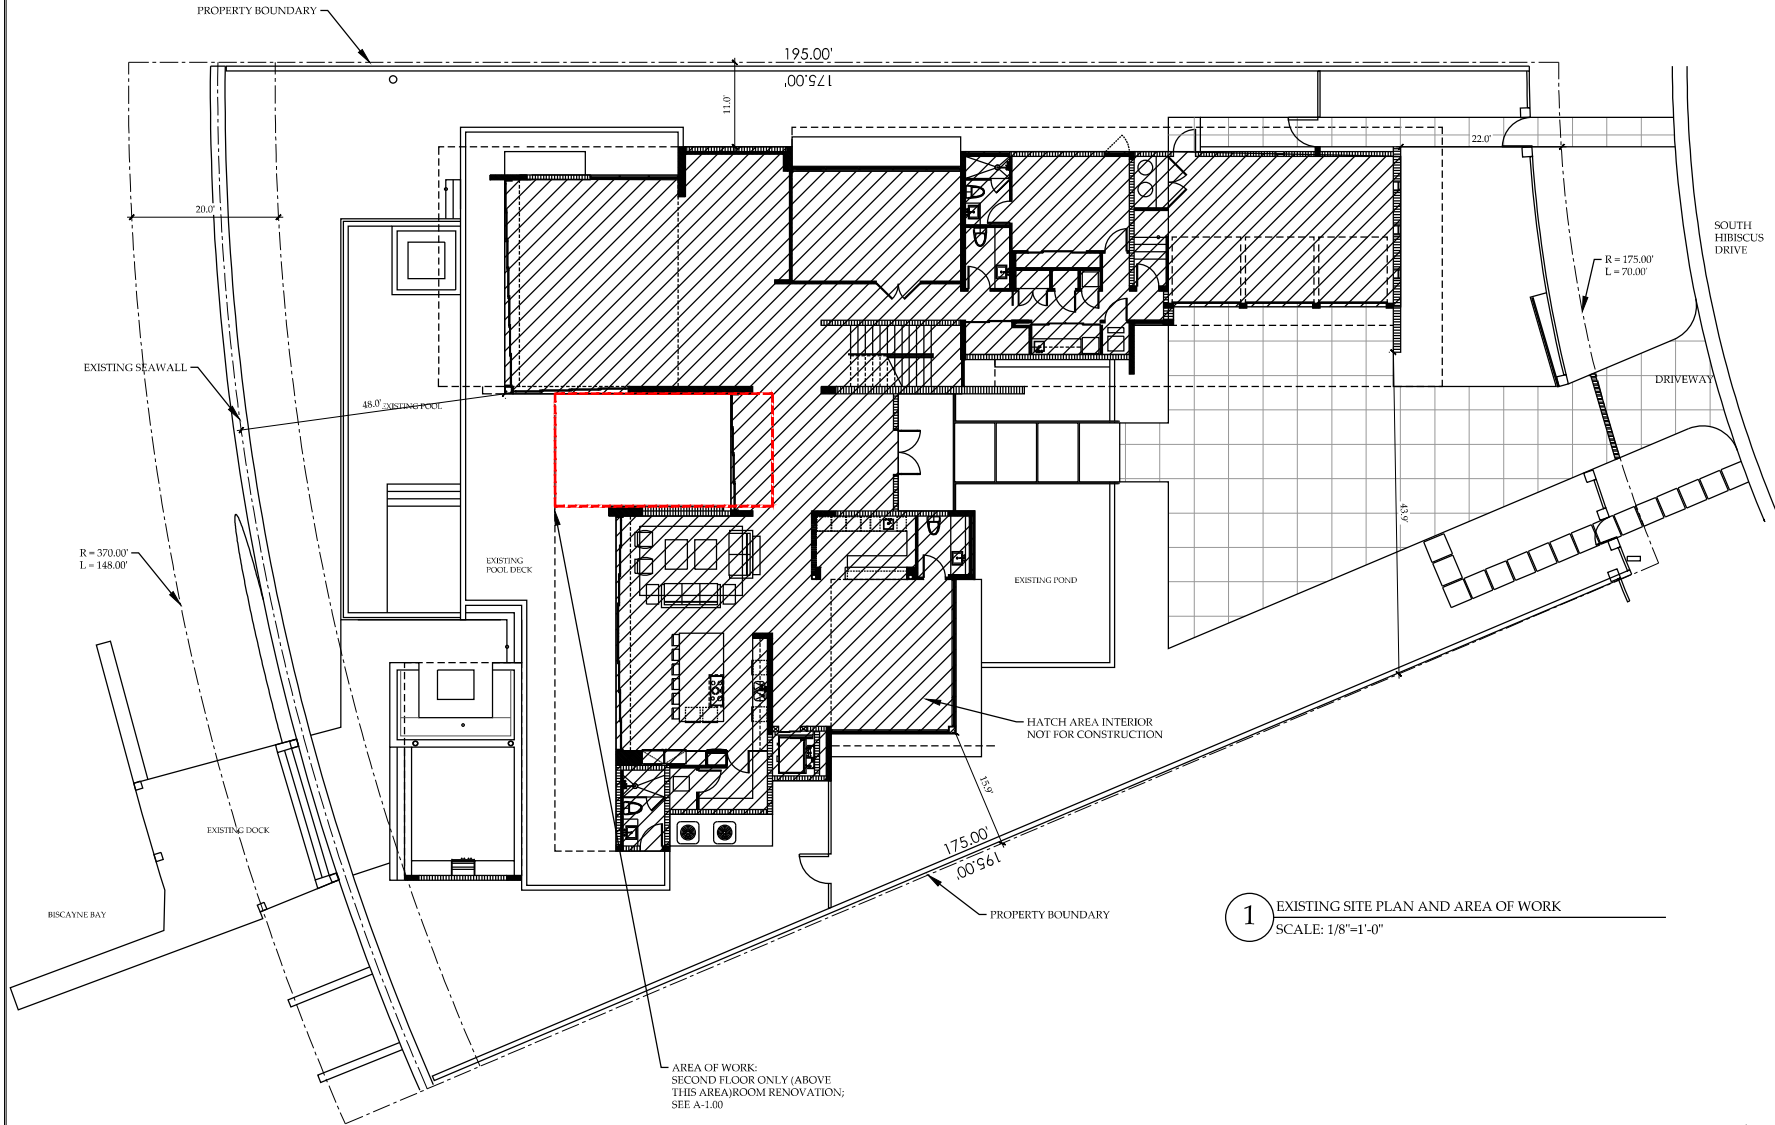 PROPERTY BOUNDARY
195.00'
175.00'
11.0'
22.0'
20.0'
SOUTH
HIBISCUS
DRIVE
R = 175.00'
L = 70.00'
EXISTING SEAWALL
48.0'
EXISTING POOL
DRIVEWAY
43.9'
R = 370.00'
L = 148.00'
EXISTING
POOL DECK
EXISTING POND
HATCH AREA INTERIOR
NOT FOR CONSTRUCTION
15.9'
EXISTING DOCK
175.00'
195.00'
BISCAYNE BAY
PROPERTY BOUNDARY
1
EXISTING SITE PLAN AND AREA OF WORK
SCALE: 1/8"=1'-0"
AREA OF WORK:
SECOND FLOOR ONLY (ABOVE
THIS AREA)ROOM RENOVATION;
SEE A-1.00